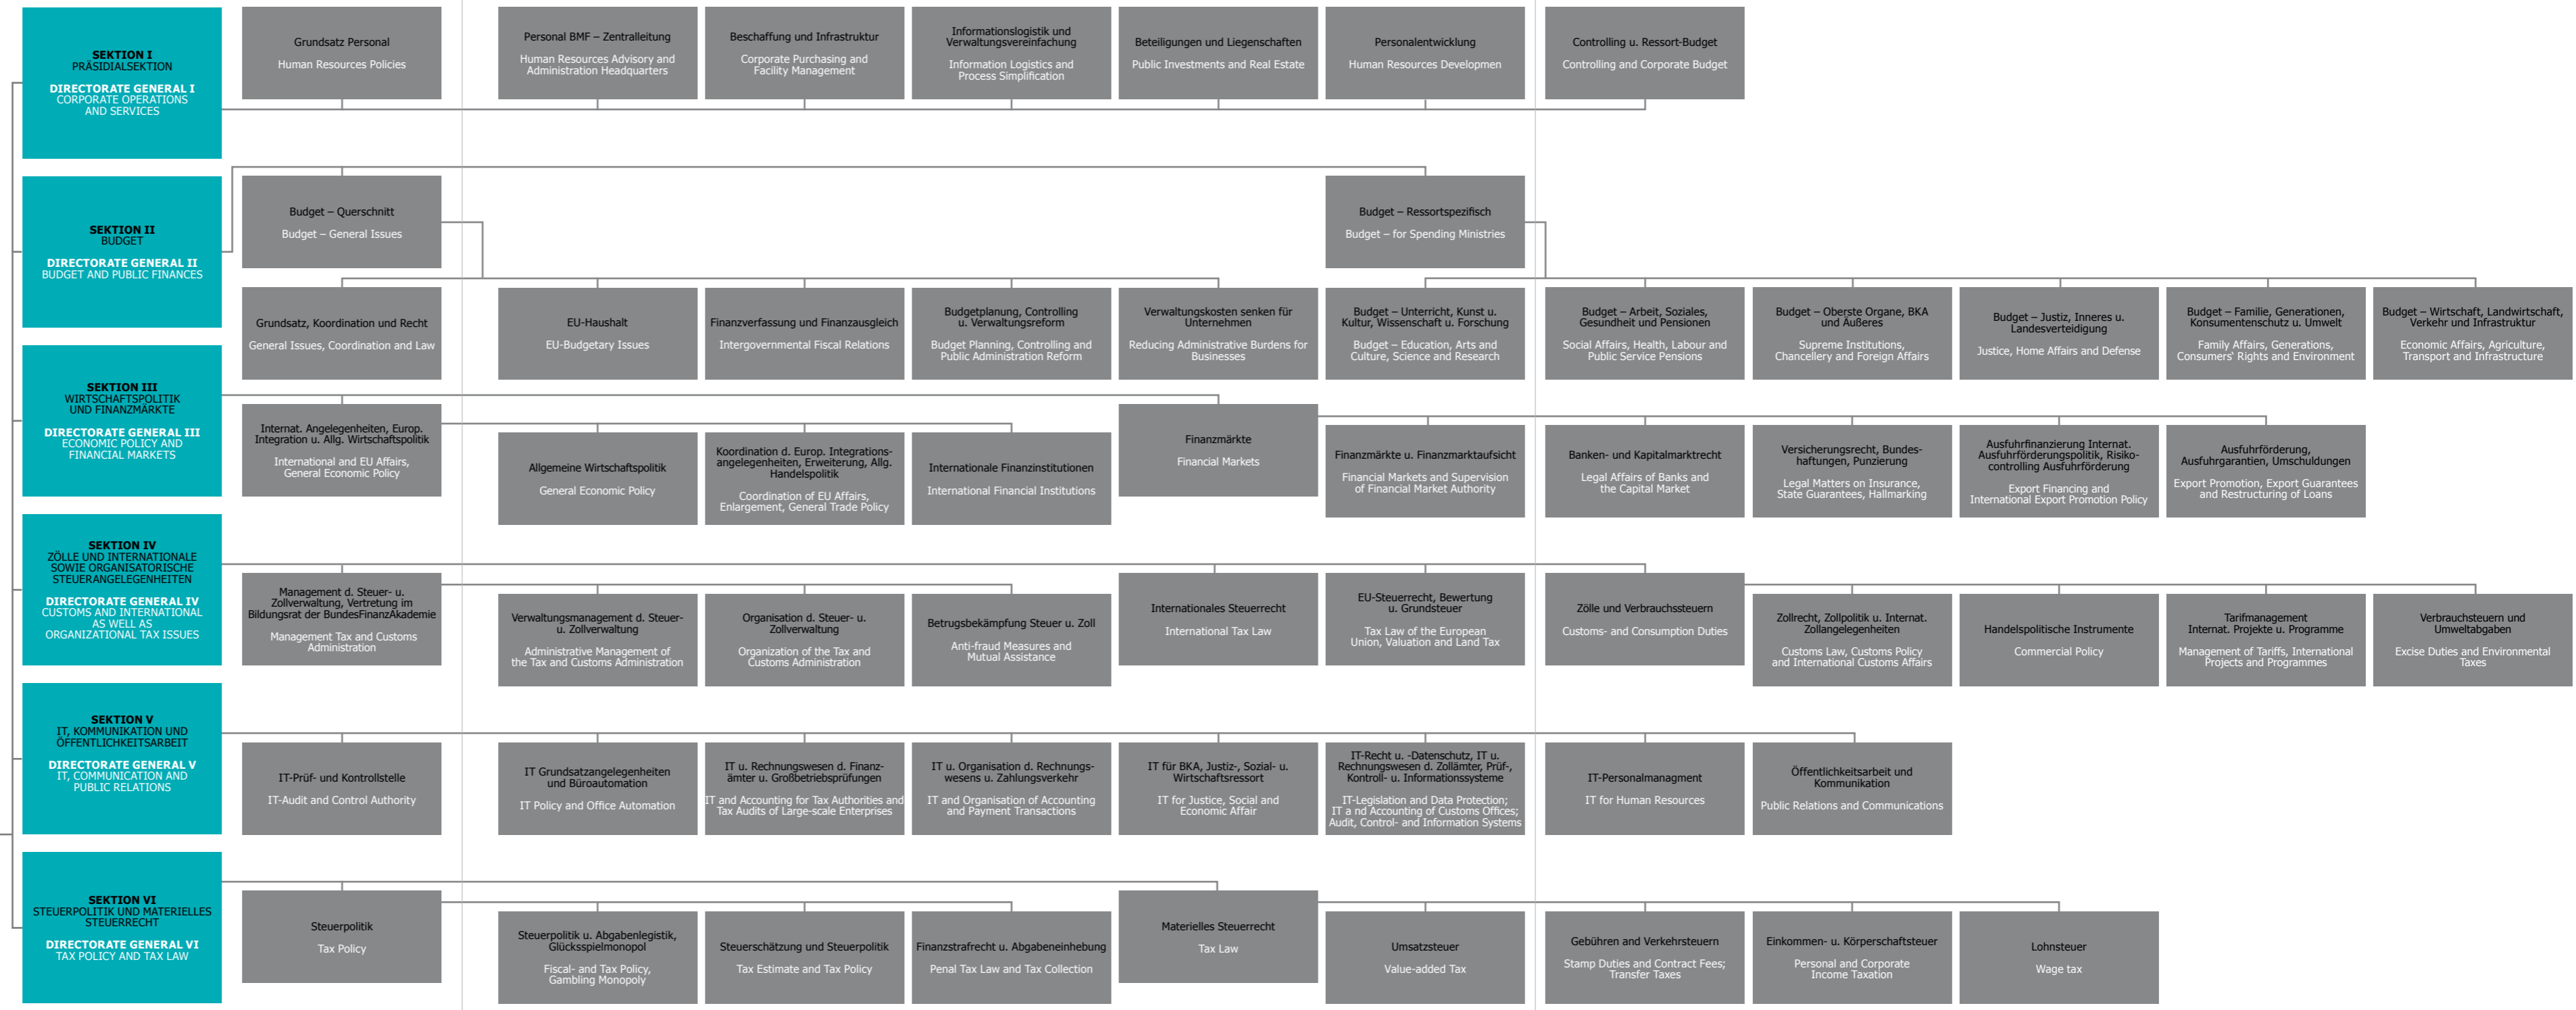 SEKTION I
PRÄSIDIALSEKTION
DIRECTORATE GENERAL I
CORPORATE OPERATIONS
AND SERVICES
Grundsatz Personal
Human Resources Policies
Personal BMF – Zentralleitung
Human Resources Advisory and
Administration Headquarters
Beschaffung und Infrastruktur
Corporate Purchasing and
Facility Management
Informationslogistik und
Verwaltungsvereinfachung
Information Logistics and
Process Simplification
Beteiligungen und Liegenschaften
Public Investments and Real Estate
Personalentwicklung
Human Resources Developmen
Controlling u. Ressort-Budget
Controlling and Corporate Budget
SEKTION II
BUDGET
DIRECTORATE GENERAL II
BUDGET AND PUBLIC FINANCES
Budget – Querschnitt
Budget – General Issues
Budget – Ressortspezifisch
Budget – for Spending Ministries
Grundsatz, Koordination und Recht
General Issues, Coordination and Law
EU-Haushalt
EU-Budgetary Issues
Finanzverfassung und Finanzausgleich
Intergovernmental Fiscal Relations
Budgetplanung, Controlling
u. Verwaltungsreform
Budget Planning, Controlling and
Public Administration Reform
Verwaltungskosten senken für
Unternehmen
Reducing Administrative Burdens for
Businesses
Budget – Unterricht, Kunst u.
Kultur, Wissenschaft u. Forschung
Budget – Education, Arts and
Culture, Science and Research
Budget – Arbeit, Soziales,
Gesundheit und Pensionen
Social Affairs, Health, Labour and
Public Service Pensions
Budget – Oberste Organe, BKA
und Äußeres
Supreme Institutions,
Chancellery and Foreign Affairs
Budget – Justiz, Inneres u.
Landesverteidigung
Justice, Home Affairs and Defense
Budget – Familie, Generationen,
Konsumentenschutz u. Umwelt
Family Affairs, Generations,
Consumers' Rights and Environment
Budget – Wirtschaft, Landwirtschaft,
Verkehr und Infrastruktur
Economic Affairs, Agriculture,
Transport and Infrastructure
SEKTION III
WIRTSCHAFTSPOLITIK
UND FINANZMÄRKTE
DIRECTORATE GENERAL III
ECONOMIC POLICY AND
FINANCIAL MARKETS
Internat. Angelegenheiten, Europ.
Integration u. Allg. Wirtschaftspolitik
International and EU Affairs,
General Economic Policy
Allgemeine Wirtschaftspolitik
General Economic Policy
Koordination d. Europ. Integrations-
angelegenheiten, Erweiterung, Allg.
Handelspolitik
Coordination of EU Affairs,
Enlargement, General Trade Policy
Internationale Finanzinstitutionen
International Financial Institutions
Finanzmärkte
Financial Markets
Finanzmärkte u. Finanzmarktaufsicht
Financial Markets and Supervision
of Financial Market Authority
Banken- und Kapitalmarktrecht
Legal Affairs of Banks and
the Capital Market
Versicherungsrecht, Bundes-
haftungen, Punzierung
Legal Matters on Insurance,
State Guarantees, Hallmarking
Ausfuhrfinanzierung Internat.
Ausfuhrförderungspolitik, Risiko-
controlling Ausfuhrförderung
Export Financing and
International Export Promotion Policy
Ausfuhrförderung,
Ausfuhrgarantien, Umschuldungen
Export Promotion, Export Guarantees
and Restructuring of Loans
SEKTION IV
ZÖLLE UND INTERNATIONALE
SOWIE ORGANISATORISCHE
STEUERANGELEGENHEITEN
DIRECTORATE GENERAL IV
CUSTOMS AND INTERNATIONAL
AS WELL AS
ORGANIZATIONAL TAX ISSUES
Management d. Steuer- u.
Zollverwaltung, Vertretung im
Bildungsrat der BundesFinanzAkademie
Management Tax and Customs
Administration
Verwaltungsmanagement d. Steuer-
u. Zollverwaltung
Administrative Management of
the Tax and Customs Administration
Organisation d. Steuer- u.
Zollverwaltung
Organization of the Tax and
Customs Administration
Betrugsbekämpfung Steuer u. Zoll
Anti-fraud Measures and
Mutual Assistance
Internationales Steuerrecht
International Tax Law
EU-Steuerrecht, Bewertung
u. Grundsteuer
Tax Law of the European
Union, Valuation and Land Tax
Zölle und Verbrauchssteuern
Customs- and Consumption Duties
Zollrecht, Zollpolitik u. Internat.
Zollangelegenheiten
Customs Law, Customs Policy
and International Customs Affairs
Handelspolitische Instrumente
Commercial Policy
Tarifmanagement
Internat. Projekte u. Programme
Management of Tariffs, International
Projects and Programmes
Verbrauchsteuern und
Umweltabgaben
Excise Duties and Environmental
Taxes
SEKTION V
IT, KOMMUNIKATION UND
ÖFFENTLICHKEITSARBEIT
DIRECTORATE GENERAL V
IT, COMMUNICATION AND
PUBLIC RELATIONS
IT-Prüf- und Kontrollstelle
IT-Audit and Control Authority
IT Grundsatzangelegenheiten
und Büroautomation
IT Policy and Office Automation
IT u. Rechnungswesen d. Finanz-
ämter u. Großbetriebsprüfungen
IT and Accounting for Tax Authorities and
Tax Audits of Large-scale Enterprises
IT u. Organisation d. Rechnungs-
wesens u. Zahlungsverkehr
IT and Organisation of Accounting
and Payment Transactions
IT für BKA, Justiz-, Sozial- u.
Wirtschaftsressort
IT for Justice, Social and
Economic Affair
IT-Recht u. -Datenschutz, IT u.
Rechnungswesen d. Zollämter, Prüf-,
Kontroll- u. Informationssysteme
IT-Legislation and Data Protection;
IT a nd Accounting of Customs Offices;
Audit, Control- and Information Systems
IT-Personalmanagment
IT for Human Resources
Öffentlichkeitsarbeit und
Kommunikation
Public Relations and Communications
SEKTION VI
STEUERPOLITIK UND MATERIELLES
STEUERRECHT
DIRECTORATE GENERAL VI
TAX POLICY AND TAX LAW
Steuerpolitik
Tax Policy
Steuerpolitik u. Abgabenlegistik,
Glücksspielmonopol
Fiscal- and Tax Policy,
Gambling Monopoly
Steuerschätzung und Steuerpolitik
Tax Estimate and Tax Policy
Finanzstrafrecht u. Abgabeneinhebung
Penal Tax Law and Tax Collection
Materielles Steuerrecht
Tax Law
Umsatzsteuer
Value-added Tax
Gebühren and Verkehrsteuern
Stamp Duties and Contract Fees;
Transfer Taxes
Einkommen- u. Körperschaftsteuer
Personal and Corporate
Income Taxation
Lohnsteuer
Wage tax